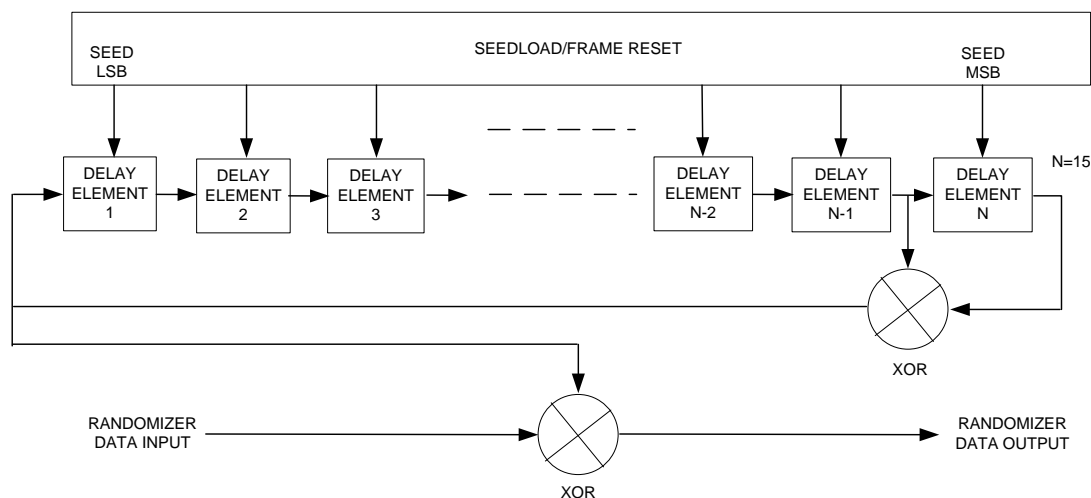 SEEDLOAD/FRAME RESET
SEED
LSB
SEED
MSB
DELAY
ELEMENT
1
DELAY
ELEMENT
2
DELAY
ELEMENT
3
DELAY
ELEMENT
N-2
DELAY
ELEMENT
N-1
DELAY
ELEMENT
N
N=15
XOR
RANDOMIZER
DATA INPUT
RANDOMIZER
DATA OUTPUT
XOR